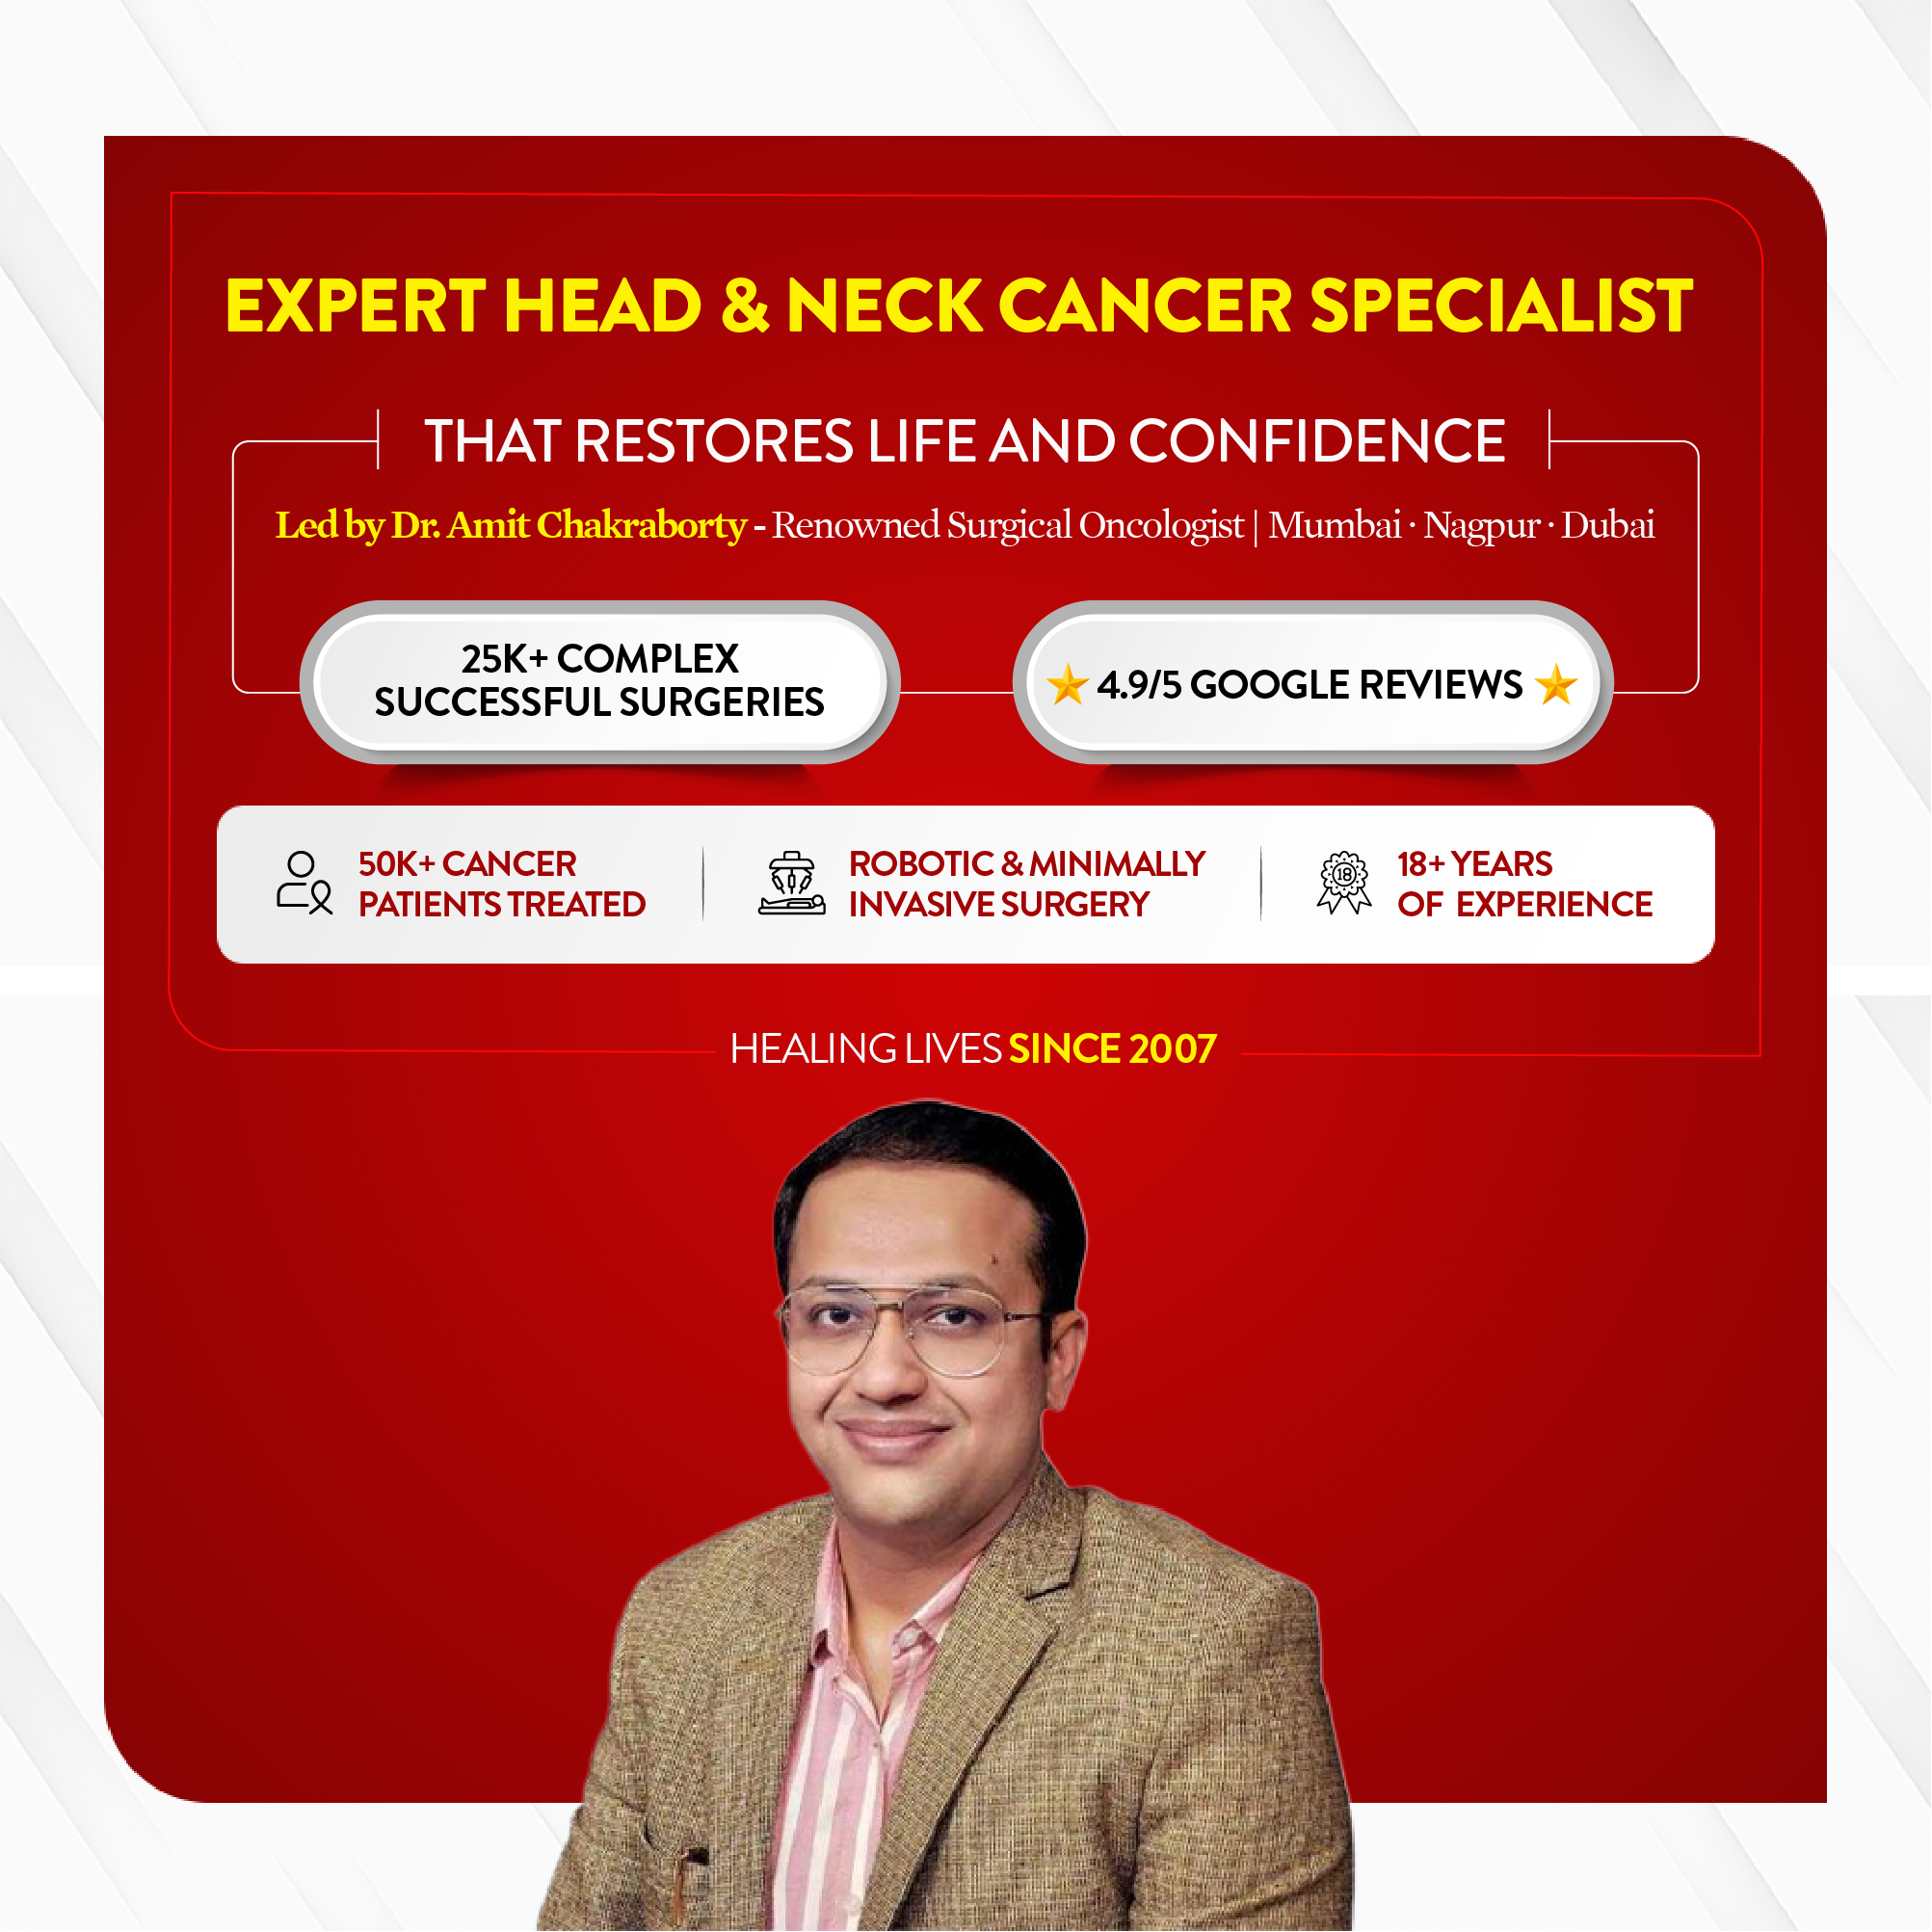 EXPERT HEAD & NECK CANCER SPECIALIST
THAT RESTORES LIFE AND CONFIDENCE
Led by Dr. Amit Chakraborty - Renowned Surgical Oncologist | Mumbai · Nagpur · Dubai
25K+ COMPLEX
SUCCESSFUL SURGERIES
4.9/5 GOOGLE REVIEWS
50K+ CANCER
PATIENTS TREATED
ROBOTIC & MINIMALLY
INVASIVE SURGERY
18
18+ YEARS
OF EXPERIENCE
HEALING LIVES SINCE 2007